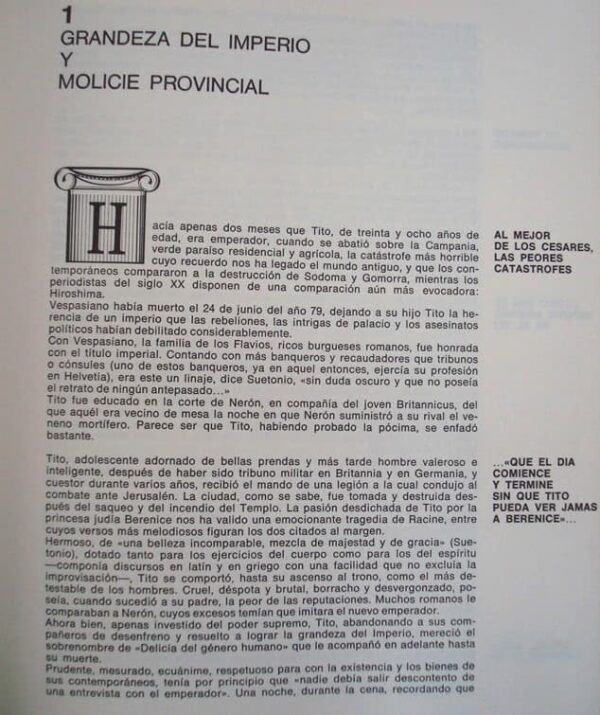 1
GRANDEZA DEL IMPERIO
Y
MOLICIE PROVINCIAL
Hacía apenas dos meses que Tito, de treinta y ocho años de
edad, era emperador, cuando se abatió sobre la Campania,
verde paraíso residencial y agrícola, la catástrofe más horrible
cuyo recuerdo nos ha legado el mundo antiguo, y que los con-
temporáneos compararon a la destrucción de Sodoma y Gomorra, mientras los
periodistas del siglo XX disponen de una comparación aún más evocadora:
Hiroshima.
Vespasiano había muerto el 24 de junio del año 79, dejando a su hijo Tito la he-
rencia de un imperio que las rebeliones, las intrigas de palacio y los asesinatos
políticos habían debilitado considerablemente.
Con Vespasiano, la familia de los Flavios, ricos burgueses romanos, fue honrada
con el título imperial. Contando con más banqueros y recaudadores que tribunos
o cónsules (uno de estos banqueros, ya en aquel entonces, ejercía su profesión
en Helvetia), era este un linaje, dice Suetonio, «sin duda oscuro y que no poseía
el retrato de ningún antepasado...»
Tito fue educado en la corte de Nerón, en compañía del joven Britannicus, del
que aquél era vecino de mesa la noche en que Nerón suministró a su rival el ve-
neno mortífero. Parece ser que Tito, habiendo probado la pócima, se enfadó
bastante.
Tito, adolescente adornado de bellas prendas y más tarde hombre valeroso e
inteligente, después de haber sido tribuno militar en Britannia y en Germania, y
cuestor durante varios años, recibió el mando de una legión a la cual condujo al
combate ante Jerusalén. La ciudad, como se sabe, fue tomada y destruida des-
pués del saqueo y del incendio del Templo. La pasión desdichada de Tito por la
princesa judía Berenice nos ha valido una emocionante tragedia de Racine, entre
cuyos versos más melodiosos figuran los dos citados al margen.
Hermoso, de «una belleza incomparable, mezcla de majestad y de gracia» (Sue-
tonio), dotado tanto para los ejercicios del cuerpo como para los del espíritu
—componía discursos en latín y en griego con una facilidad que no excluía la
improvisación—, Tito se comportó, hasta su ascenso al trono, como el más de-
testable de los hombres. Cruel, déspota y brutal, borracho y desvergonzado, po-
seía, cuando sucedió a su padre, la peor de las reputaciones. Muchos romanos le
comparaban a Nerón, cuyos excesos temían que imitara el nuevo emperador.
Ahora bien, apenas investido del poder supremo, Tito, abandonando a sus com-
pañeros de desenfreno y resuelto a lograr la grandeza del Imperio, mereció el
sobrenombre de «Delicia del género humano» que le acompañó en adelante hasta
su muerte.
Prudente, mesurado, ecuánime, respetuoso para con la existencia y los bienes de
sus contemporáneos, tenía por principio que «nadie debía salir descontento de
una entrevista con el emperador». Una noche, durante la cena, recordando que
AL MEJOR
DE LOS CESARES,
LAS PEORES
CATASTROFES
...«QUE EL DIA
COMIENCE
Y TERMINE
SIN QUE TITO
PUEDA VER JAMAS
A BERENICE»...